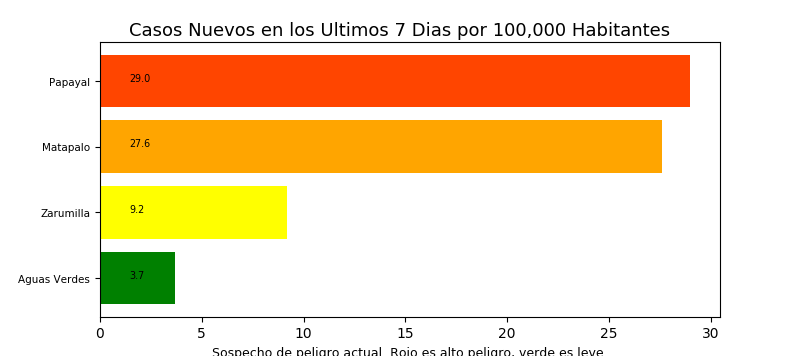 Casos Nuevos en los Ultimos 7 Dias por 100,000 Habitantes
Papayal 29.0
Matapalo 27.6
Zarumilla 9.2
Aguas Verdes 3.7
0 5 10 15 20 25 30
Sospecho de peligro actual. Rojo es alto peligro, verde es leve